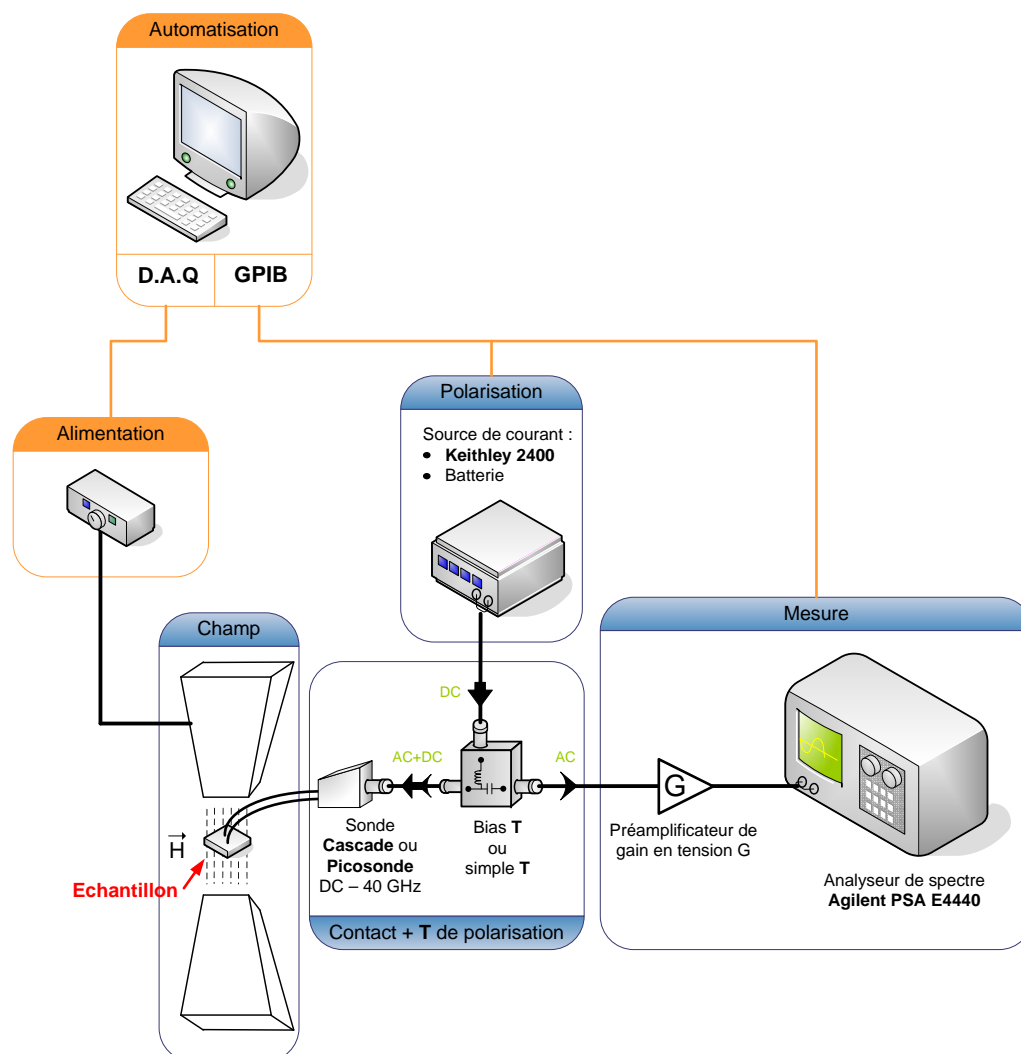 Automatisation
D.A.Q
GPIB
Alimentation
Polarisation
Source de courant :
• Keithley 2400
• Batterie
Champ
Mesure
DC
AC+DC
AC
G
H
Echantillon
Sonde
Cascade ou
Picosonde
DC – 40 GHz
Bias T
ou
simple T
Préamplificateur de
gain en tension G
Analyseur de spectre
Agilent PSA E4440
Contact + T de polarisation